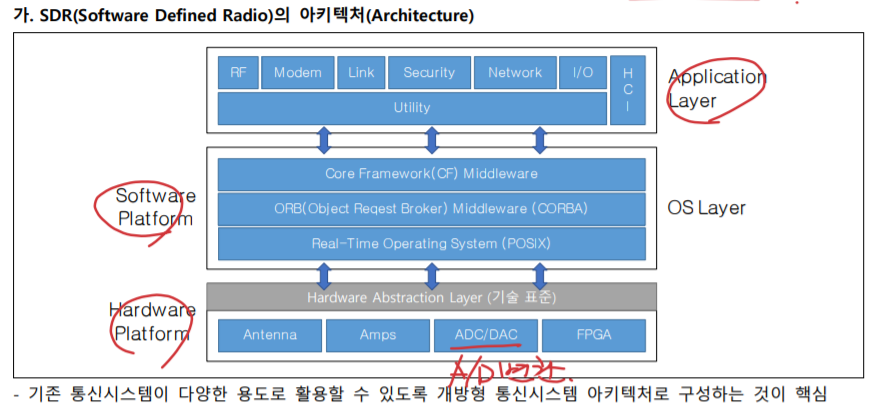 가. SDR(Software Defined Radio)의 아키텍처(Architecture)
RF Modem Link Security Network I/O HCI
Utility
Application
Layer
Core Framework(CF) Middleware
ORB(Object Reqest Broker) Middleware (CORBA)
Real-Time Operating System (POSIX)
Software
Platform
OS Layer
Hardware Abstraction Layer (기술 표준)
Antenna Amps ADC/DAC FPGA
Hardware
Platform
A/D변환.
- 기존 통신시스템이 다양한 용도로 활용할 수 있도록 개방형 통신시스템 아키텍처로 구성하는 것이 핵심